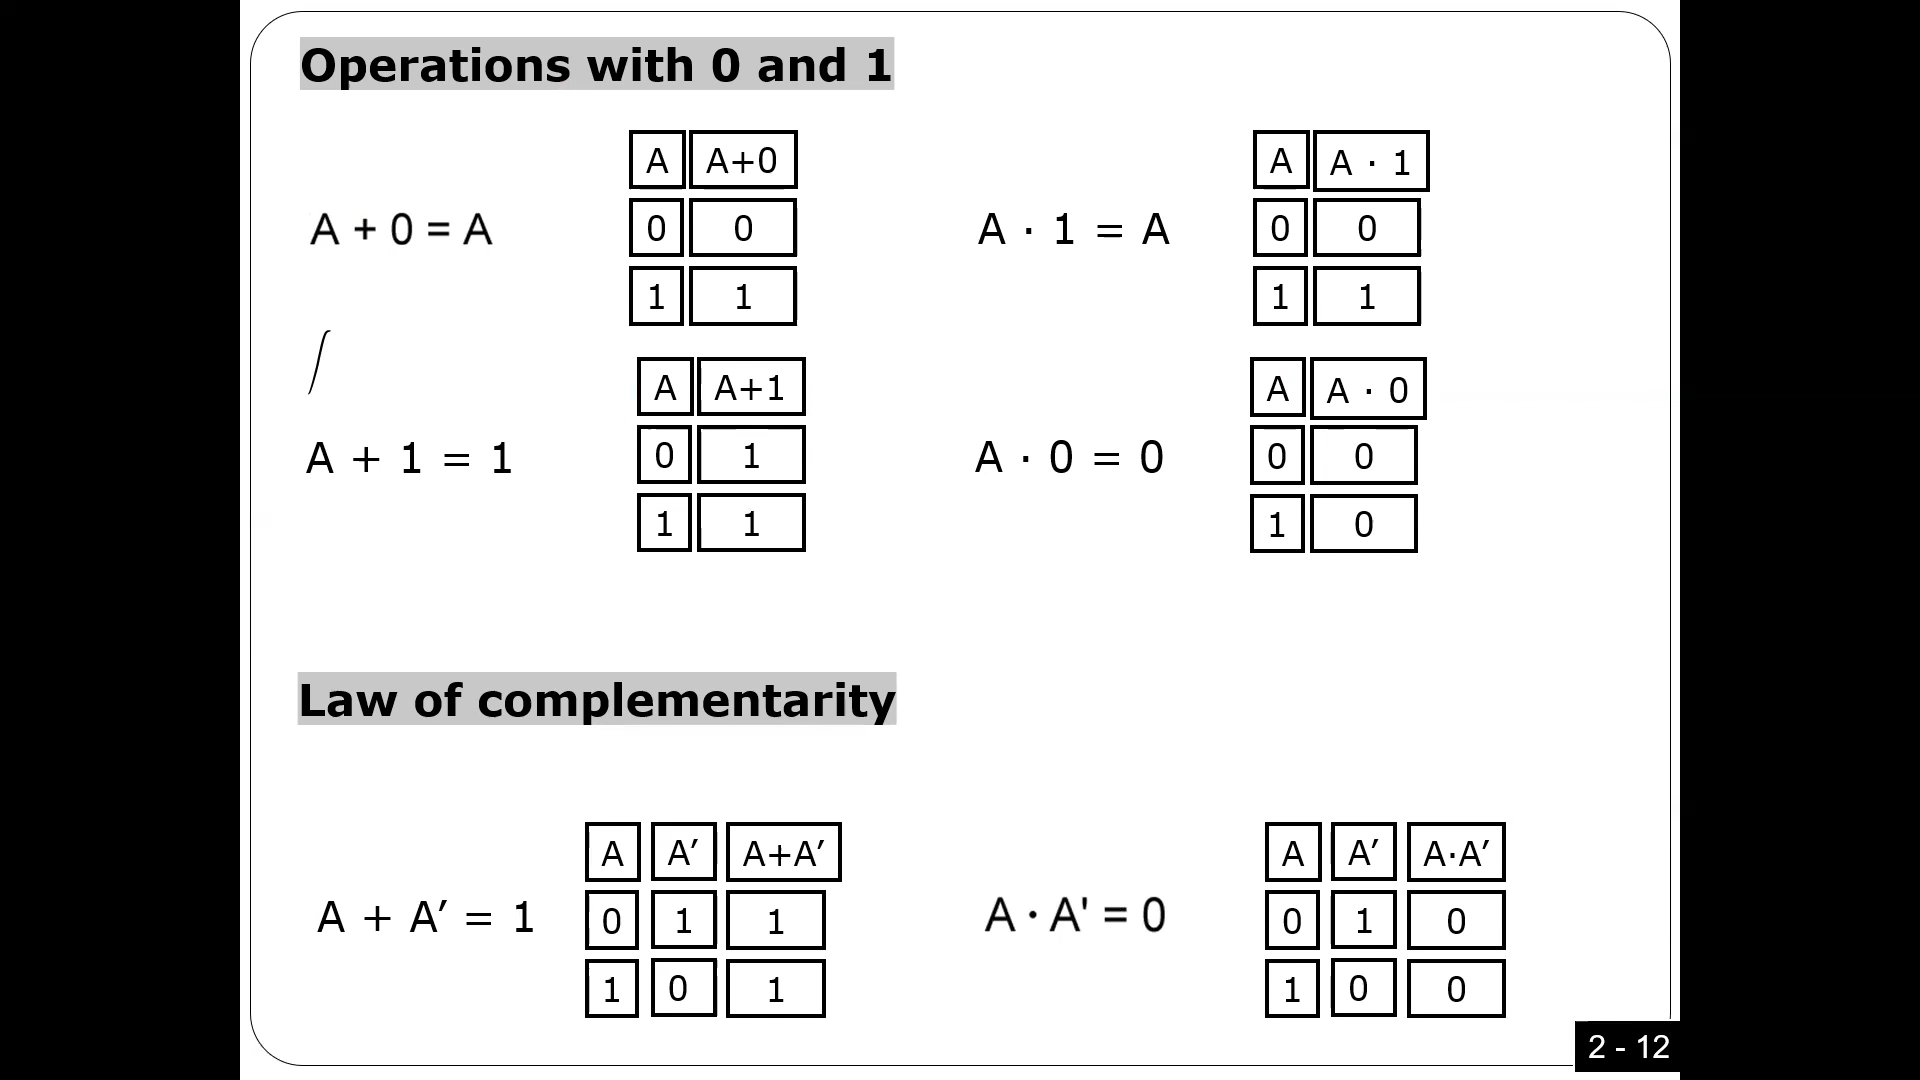 Operations with 0 and 1
A + 0 = A
A A+0
0 0
1 1
A · 1 = A
A A · 1
0 0
1 1
A + 1 = 1
A A+1
0 1
1 1
A · 0 = 0
A A · 0
0 0
1 0
Law of complementarity
A + A′ = 1
A A′ A+A′
0 1 1
1 0 1
A · A' = 0
A A′ A·A′
0 1 0
1 0 0
2 - 12